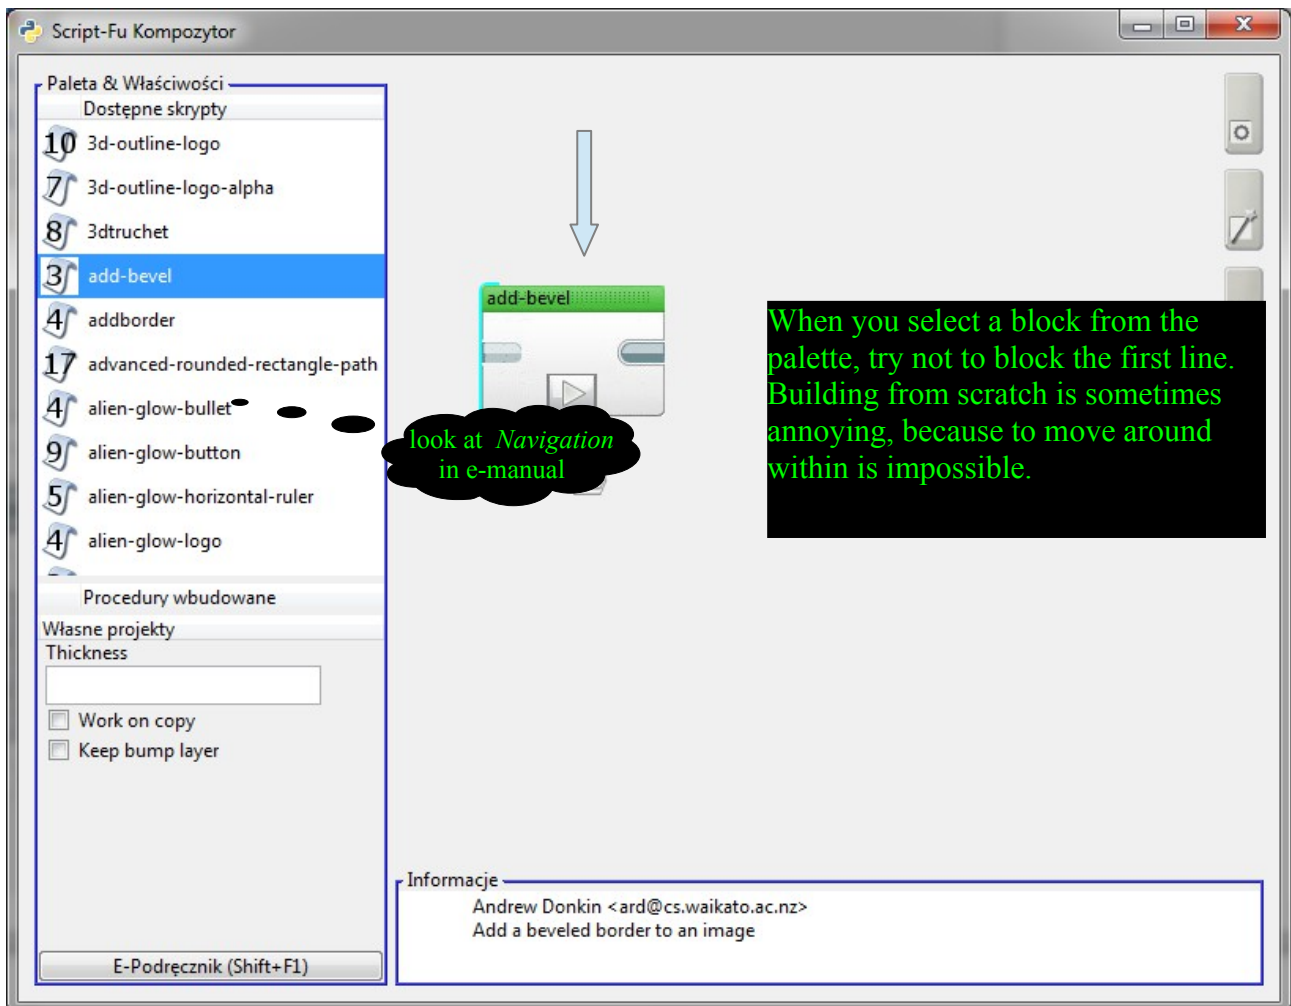 Script-Fu Kompozytor
Paleta & Właściwości
Dostępne skrypty
10 3d-outline-logo
7 3d-outline-logo-alpha
8 3dtruchet
3 add-bevel
4 addborder
17 advanced-rounded-rectangle-path
4 alien-glow-bullet
9 alien-glow-button
5 alien-glow-horizontal-ruler
4 alien-glow-logo
Procedury wbudowane
Własne projekty
Thickness
Work on copy
Keep bump layer
E-Podręcznik (Shift+F1)
add-bevel
look at Navigation
in e-manual
When you select a block from the
palette, try not to block the first line.
Building from scratch is sometimes
annoying, because to move around
within is impossible.
Informacje
Andrew Donkin <ard@cs.waikato.ac.nz>
Add a beveled border to an image